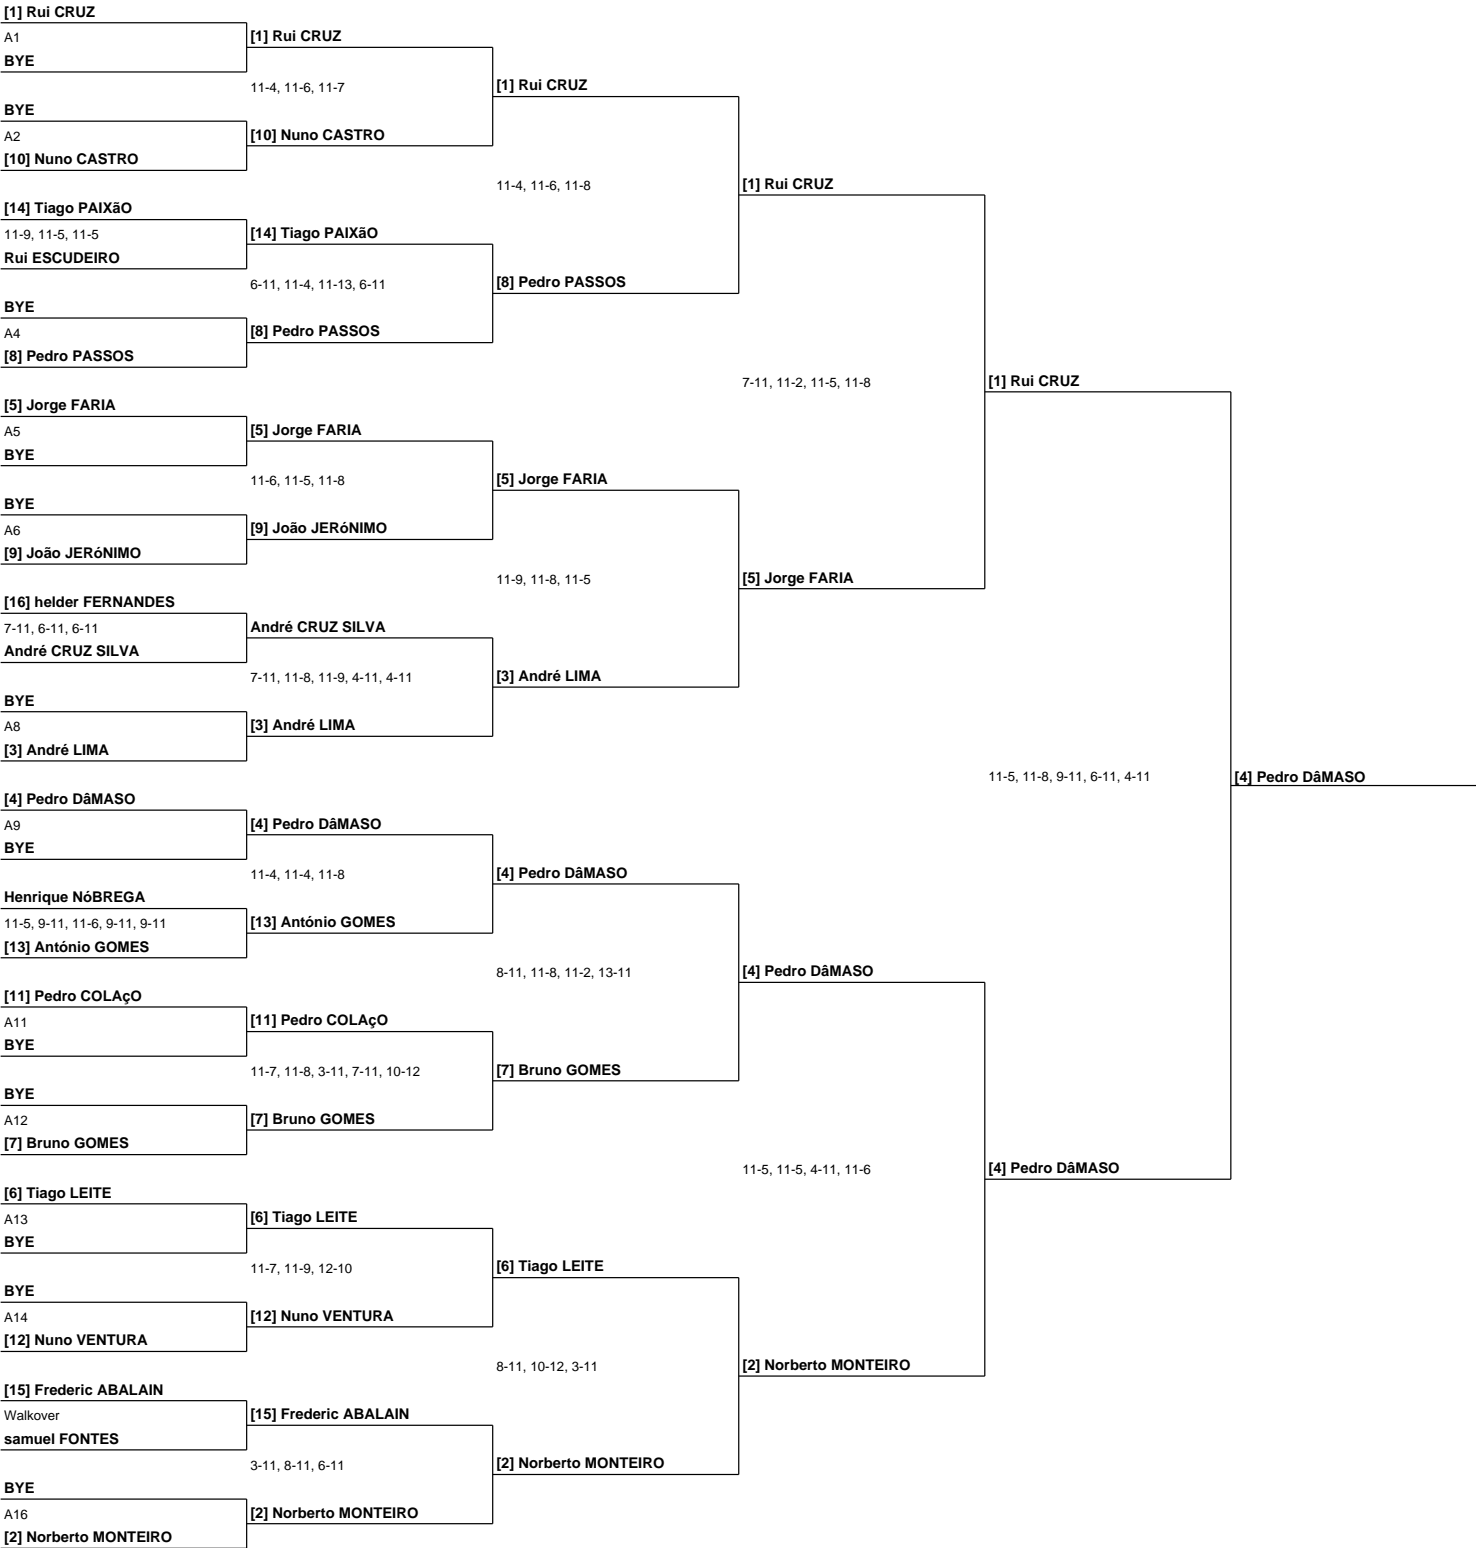 [1] Rui CRUZ
A1
BYE
[1] Rui CRUZ
11-4, 11-6, 11-7
[1] Rui CRUZ
BYE
A2
[10] Nuno CASTRO
[10] Nuno CASTRO
11-4, 11-6, 11-8
[1] Rui CRUZ
[14] Tiago PAIXãO
11-9, 11-5, 11-5
Rui ESCUDEIRO
[14] Tiago PAIXãO
6-11, 11-4, 11-13, 6-11
[8] Pedro PASSOS
BYE
A4
[8] Pedro PASSOS
[8] Pedro PASSOS
7-11, 11-2, 11-5, 11-8
[1] Rui CRUZ
[5] Jorge FARIA
A5
BYE
[5] Jorge FARIA
11-6, 11-5, 11-8
[5] Jorge FARIA
BYE
A6
[9] João JERóNIMO
[9] João JERóNIMO
11-9, 11-8, 11-5
[5] Jorge FARIA
[16] helder FERNANDES
7-11, 6-11, 6-11
André CRUZ SILVA
André CRUZ SILVA
7-11, 11-8, 11-9, 4-11, 4-11
[3] André LIMA
BYE
A8
[3] André LIMA
[3] André LIMA
11-5, 11-8, 9-11, 6-11, 4-11
[4] Pedro DâMASO
[4] Pedro DâMASO
A9
BYE
[4] Pedro DâMASO
11-4, 11-4, 11-8
[4] Pedro DâMASO
Henrique NóBREGA
11-5, 9-11, 11-6, 9-11, 9-11
[13] António GOMES
[13] António GOMES
8-11, 11-8, 11-2, 13-11
[4] Pedro DâMASO
[11] Pedro COLAçO
A11
BYE
[11] Pedro COLAçO
11-7, 11-8, 3-11, 7-11, 10-12
[7] Bruno GOMES
BYE
A12
[7] Bruno GOMES
[7] Bruno GOMES
11-5, 11-5, 4-11, 11-6
[4] Pedro DâMASO
[6] Tiago LEITE
A13
BYE
[6] Tiago LEITE
11-7, 11-9, 12-10
[6] Tiago LEITE
BYE
A14
[12] Nuno VENTURA
[12] Nuno VENTURA
8-11, 10-12, 3-11
[2] Norberto MONTEIRO
[15] Frederic ABALAIN
Walkover
samuel FONTES
[15] Frederic ABALAIN
3-11, 8-11, 6-11
[2] Norberto MONTEIRO
BYE
A16
[2] Norberto MONTEIRO
[2] Norberto MONTEIRO